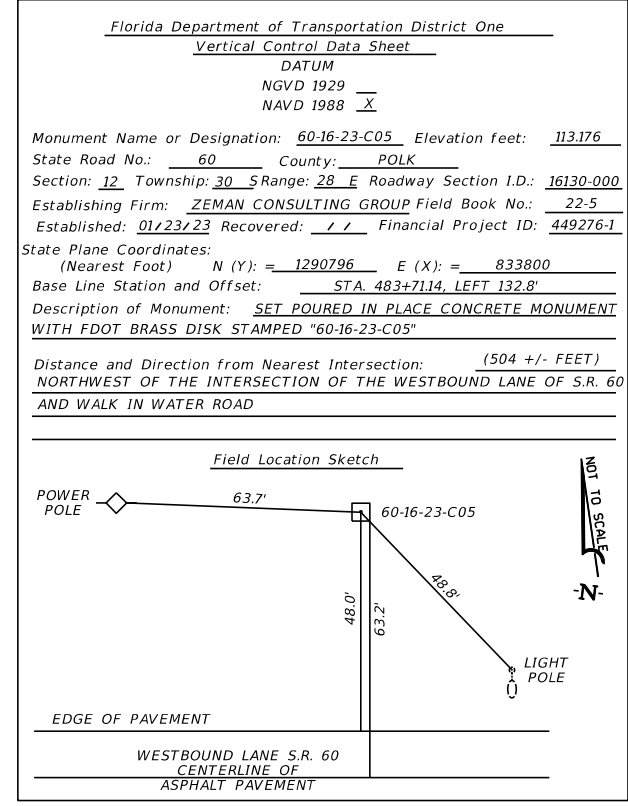 Florida Department of Transportation District One
Vertical Control Data Sheet
DATUM
NGVD 1929
NAVD 1988 X
Monument Name or Designation: 60-16-23-C05 Elevation feet: 113.176
State Road No.: 60 County: POLK
Section: 12 Township: 30 S Range: 28 E Roadway Section I.D.: 16130-000
Establishing Firm: ZEMAN CONSULTING GROUP Field Book No.: 22-5
Established: 01/23/23 Recovered: / / Financial Project ID: 449276-1
State Plane Coordinates:
(Nearest Foot) N (Y): = 1290796 E (X): = 833800
Base Line Station and Offset: STA. 483+71.14, LEFT 132.8'
Description of Monument: SET POURED IN PLACE CONCRETE MONUMENT
WITH FDOT BRASS DISK STAMPED "60-16-23-C05"
Distance and Direction from Nearest Intersection: (504 +/- FEET)
NORTHWEST OF THE INTERSECTION OF THE WESTBOUND LANE OF S.R. 60
AND WALK IN WATER ROAD
Field Location Sketch
POWER
POLE
63.7'
60-16-23-C05
NOT TO SCALE
-N-
48.0'
63.2'
48.8'
LIGHT
POLE
EDGE OF PAVEMENT
WESTBOUND LANE S.R. 60
CENTERLINE OF
ASPHALT PAVEMENT